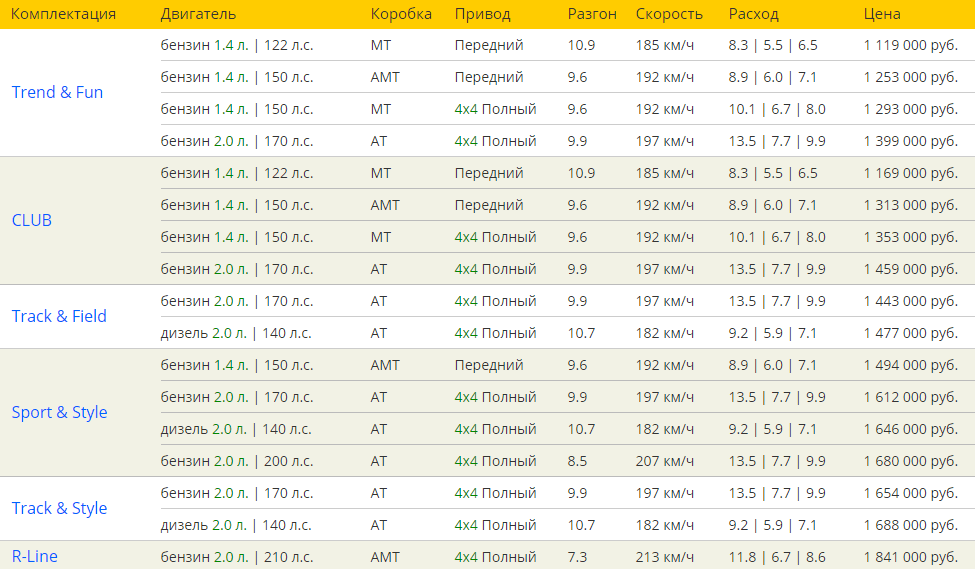 Комплектация Двигатель Коробка Привод Разгон Скорость Расход Цена
бензин 1.4 л. | 122 л.с. МТ Передний 10.9 185 км/ч 8.3 | 5.5 | 6.5 1 119 000 руб.
бензин 1.4 л. | 150 л.с. АМТ Передний 9.6 192 км/ч 8.9 | 6.0 | 7.1 1 253 000 руб.
Trend & Fun
бензин 1.4 л. | 150 л.с. МТ 4x4 Полный 9.6 192 км/ч 10.1 | 6.7 | 8.0 1 293 000 руб.
бензин 2.0 л. | 170 л.с. АТ 4x4 Полный 9.9 197 км/ч 13.5 | 7.7 | 9.9 1 399 000 руб.
бензин 1.4 л. | 122 л.с. МТ Передний 10.9 185 км/ч 8.3 | 5.5 | 6.5 1 169 000 руб.
бензин 1.4 л. | 150 л.с. АМТ Передний 9.6 192 км/ч 8.9 | 6.0 | 7.1 1 313 000 руб.
CLUB
бензин 1.4 л. | 150 л.с. МТ 4x4 Полный 9.6 192 км/ч 10.1 | 6.7 | 8.0 1 353 000 руб.
бензин 2.0 л. | 170 л.с. АТ 4x4 Полный 9.9 197 км/ч 13.5 | 7.7 | 9.9 1 459 000 руб.
бензин 2.0 л. | 170 л.с. АТ 4x4 Полный 9.9 197 км/ч 13.5 | 7.7 | 9.9 1 443 000 руб.
Track & Field
дизель 2.0 л. | 140 л.с. АТ 4x4 Полный 10.7 182 км/ч 9.2 | 5.9 | 7.1 1 477 000 руб.
бензин 1.4 л. | 150 л.с. АМТ Передний 9.6 192 км/ч 8.9 | 6.0 | 7.1 1 494 000 руб.
бензин 2.0 л. | 170 л.с. АТ 4x4 Полный 9.9 197 км/ч 13.5 | 7.7 | 9.9 1 612 000 руб.
Sport & Style
дизель 2.0 л. | 140 л.с. АТ 4x4 Полный 10.7 182 км/ч 9.2 | 5.9 | 7.1 1 646 000 руб.
бензин 2.0 л. | 200 л.с. АТ 4x4 Полный 8.5 207 км/ч 13.5 | 7.7 | 9.9 1 680 000 руб.
бензин 2.0 л. | 170 л.с. АТ 4x4 Полный 9.9 197 км/ч 13.5 | 7.7 | 9.9 1 654 000 руб.
Track & Style
дизель 2.0 л. | 140 л.с. АТ 4x4 Полный 10.7 182 км/ч 9.2 | 5.9 | 7.1 1 688 000 руб.
R-Line бензин 2.0 л. | 210 л.с. АМТ 4x4 Полный 7.3 213 км/ч 11.8 | 6.7 | 8.6 1 841 000 руб.